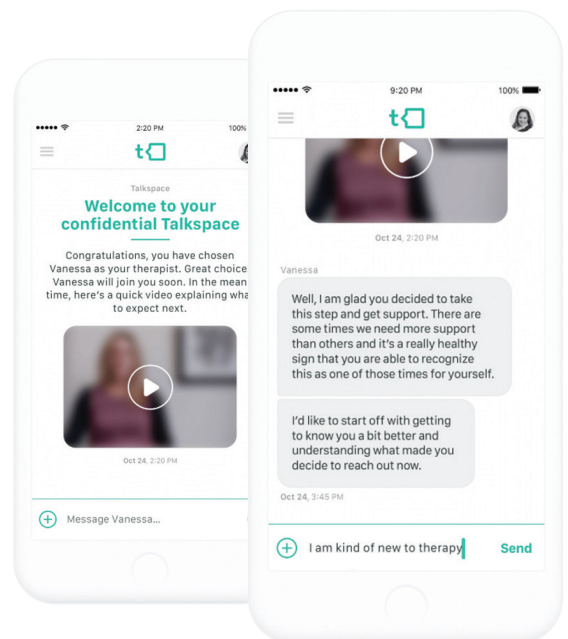 2:20 PM
100%
t
Talkspace
Welcome to your
confidential Talkspace
Congratulations, you have chosen
Vanessa as your therapist. Great choice
Vanessa will join you soon. In the mean
time, here's a quick video explaining wha
to expect next.
Oct 24, 2:20 PM
Message Vanessa...
9:20 PM
100%
t
Oct 24, 2:20 PM
Vanessa
Well, I am glad you decided to take
this step and get support. There are
some times we need more support
than others and it's a really healthy
sign that you are able to recognize
this as one of those times for yourself.
I'd like to start off with getting
to know you a bit better and
understanding what made you
decide to reach out now.
Oct 24, 3:45 PM
I am kind of new to therapy
Send